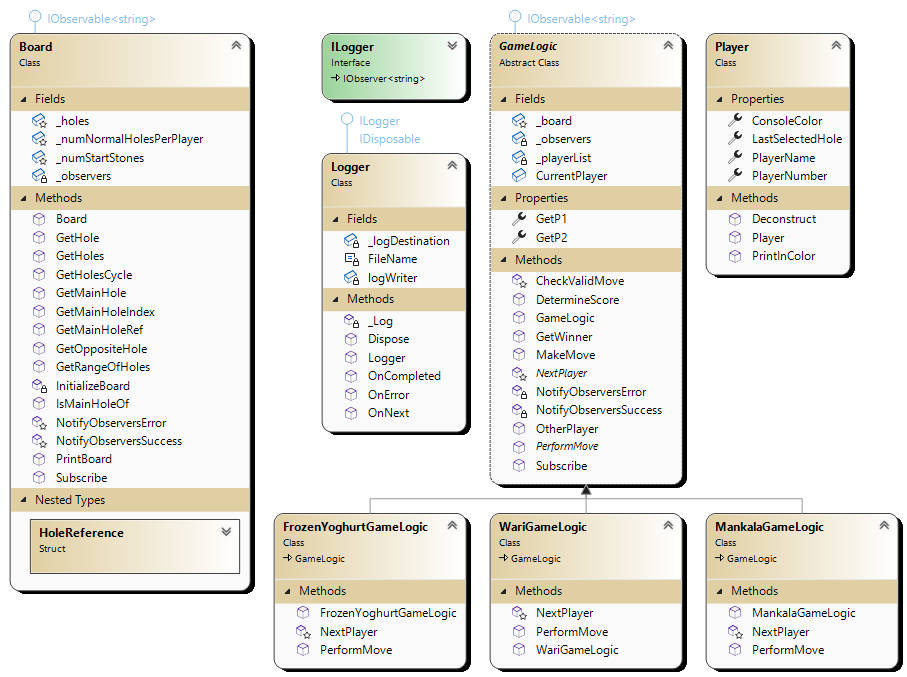 IObservable<string>
Board
Class
Fields
_holes
_numNormalHolesPerPlayer
_numStartStones
_observers
Methods
Board
GetHole
GetHoles
GetHolesCycle
GetMainHole
GetMainHoleIndex
GetMainHoleRef
GetOppositeHole
GetRangeOfHoles
InitializeBoard
IsMainHoleOf
NotifyObserversError
NotifyObserversSuccess
PrintBoard
Subscribe
Nested Types
HoleReference
Struct
ILogger
Interface
IObserver<string>
ILogger
IDisposable
Logger
Class
Fields
_logDestination
FileName
logWriter
Methods
_Log
Dispose
Logger
OnCompleted
OnError
OnNext
IObservable<string>
GameLogic
Abstract Class
Fields
_board
_observers
_playerList
CurrentPlayer
Properties
GetP1
GetP2
Methods
CheckValidMove
DetermineScore
GameLogic
GetWinner
MakeMove
NextPlayer
NotifyObserversError
NotifyObserversSuccess
OtherPlayer
PerformMove
Subscribe
Player
Class
Properties
ConsoleColor
LastSelectedHole
PlayerName
PlayerNumber
Methods
Deconstruct
Player
PrintInColor
FrozenYoghurtGameLogic
Class
GameLogic
Methods
FrozenYoghurtGameLogic
NextPlayer
PerformMove
WariGameLogic
Class
GameLogic
Methods
NextPlayer
PerformMove
WariGameLogic
MankalaGameLogic
Class
GameLogic
Methods
MankalaGameLogic
NextPlayer
PerformMove